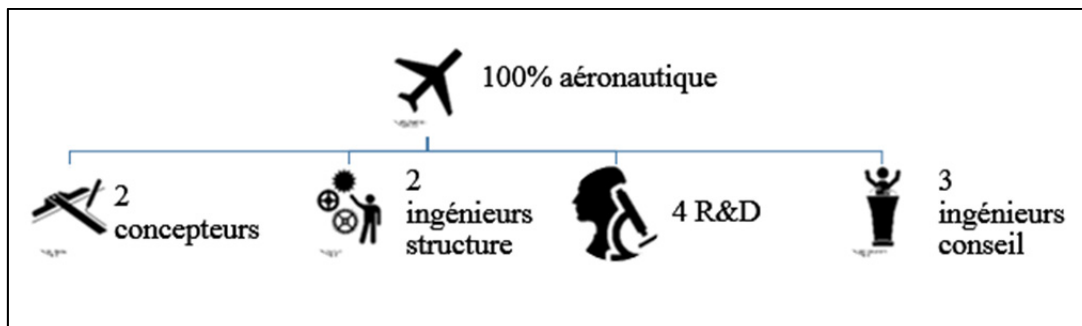 100% aéronautique
2
concepteurs
2
ingénieurs
structure
4 R&D
3
ingénieurs
conseil